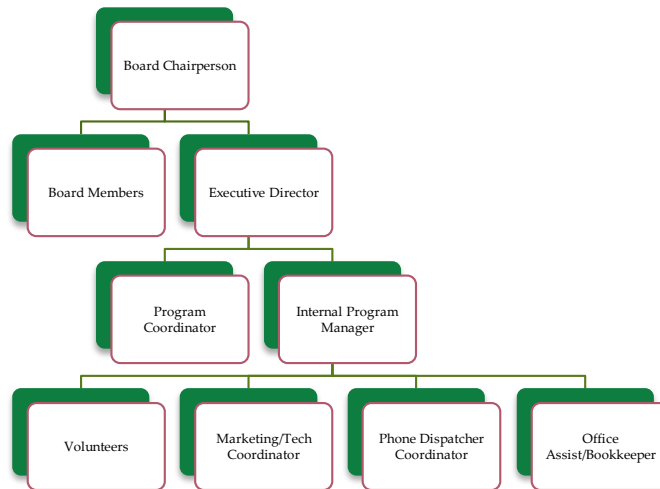 Board Chairperson
Board Members
Executive Director
Program
Coordinator
Internal Program
Manager
Volunteers
Marketing/Tech
Coordinator
Phone Dispatcher
Coordinator
Office
Assist/Bookkeeper